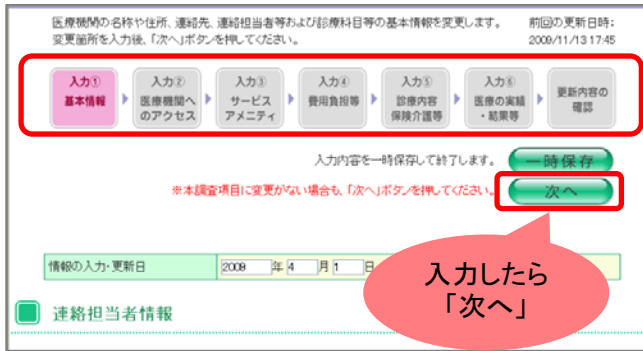 医療機関の名称や住所、連絡先、連絡担当者等および診療科目等の基本情報を変更します。
変更箇所を入力後、「次へ」ボタンを押してください。
前回の更新日時：
2009/11/13 17:45
入力①
基本情報
入力②
医療機関へ
のアクセス
入力③
サービス
アメニティ
入力④
費用負担等
入力⑤
診療内容
保険介護等
入力⑥
医療の実績
・結果等
更新内容の
確認
入力内容を一時保存して終了します。
一時保存
※本調査項目に変更がない場合も、「次へ」ボタンを押してください。
次へ
情報の入力・更新日
2009 年 4 月 1 日
入力したら
「次へ」
連絡担当者情報